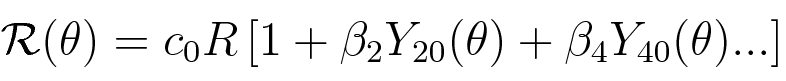 ℛ(θ) = c₀R [1 + β₂Y₂₀(θ) + β₄Y₄₀(θ)...]